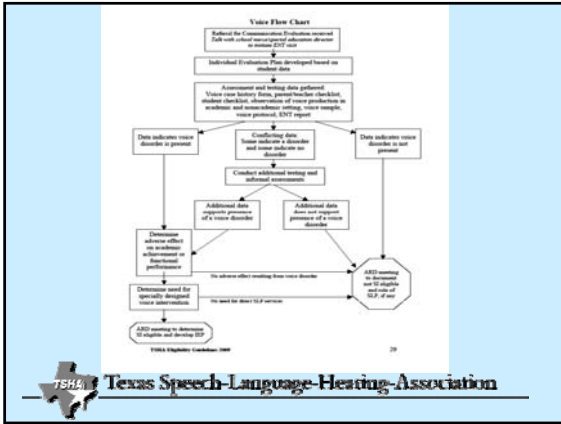 Voice Flow Chart
Referral for Communication Evaluation received
Talk with school nurse/special education director
to initiate ENT visit
Individual Evaluation Plan developed based on
student data
Assessment and testing data gathered
Voice case history form, parent/teacher checklist,
student checklist, observation of voice production in
academic and nonacademic setting, voice sample,
voice protocol, ENT report
Data indicates voice
disorder is present
Conflicting data
Some indicate a disorder
and some indicate no
disorder
Data indicates voice
disorder is not
present
Conduct additional testing and
informal assessments
Additional data
supports presence
of a voice disorder
Additional data
does not support
presence of a voice
disorder
Determine
adverse effect
on academic
achievement or
functional
performance
No adverse effect resulting from voice disorder
ARD meeting
to document
not SI eligible
and role of
SLP, if any
Determine need for
specially designed
voice intervention
No need for direct SLP services
ARD meeting to determine
SI eligible and develop IEP
TSHA Eligibility Guidelines 2009
29
TSHA
Texas Speech-Language-Hearing-Association